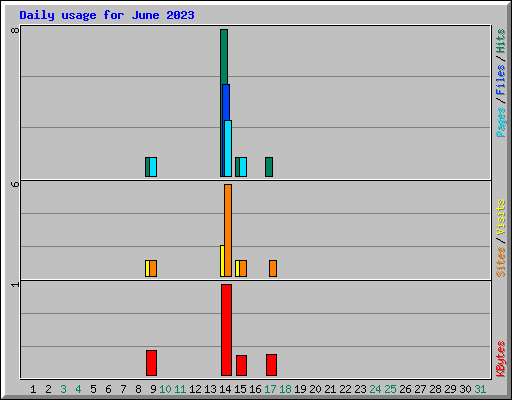 Daily usage for June 2023
8
6
1
Pages/Files/Hits
Sites/Visits
KBytes
1 2 3 4 5 6 7 8 9 10 11 12 13 14 15 16 17 18 19 20 21 22 23 24 25 26 27 28 29 30 31